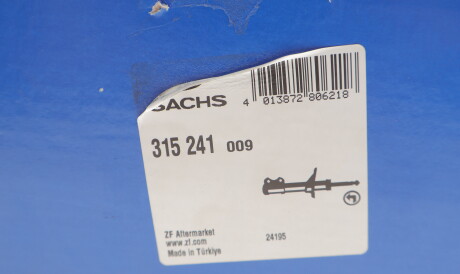 SACHS
4 013872 806218
315 241 009
ZF Aftermarket
www.zf.com
Made in Türkiye
24195